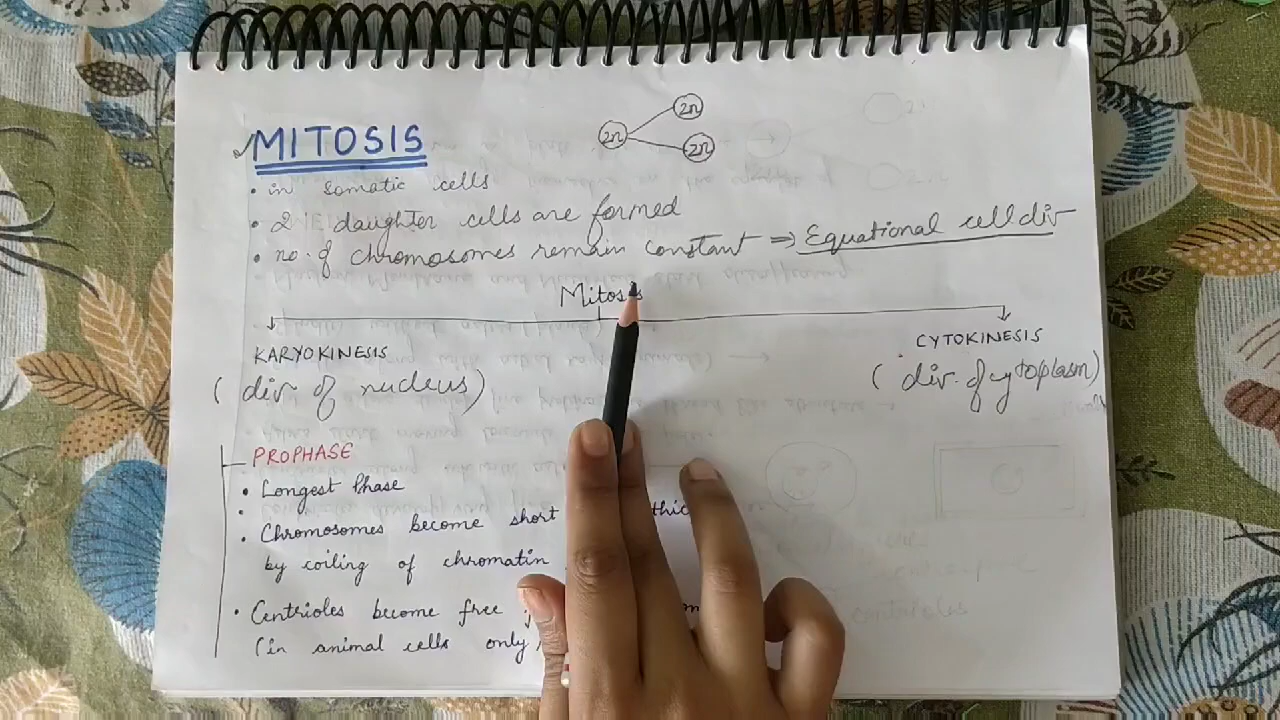 2n
2n
2n
MITOSIS
• in somatic cells
• 2 daughter cells are formed
• no. of chromosomes remain constant ⇒ Equational cell div
Mitosis
KARYOKINESIS
CYTOKINESIS
(div of nucleus)
(div. of cytoplasm)
PROPHASE
• Longest Phase
• Chromosomes become short thic
by coiling of chromatin
• Centrioles become free
(in animal cells only